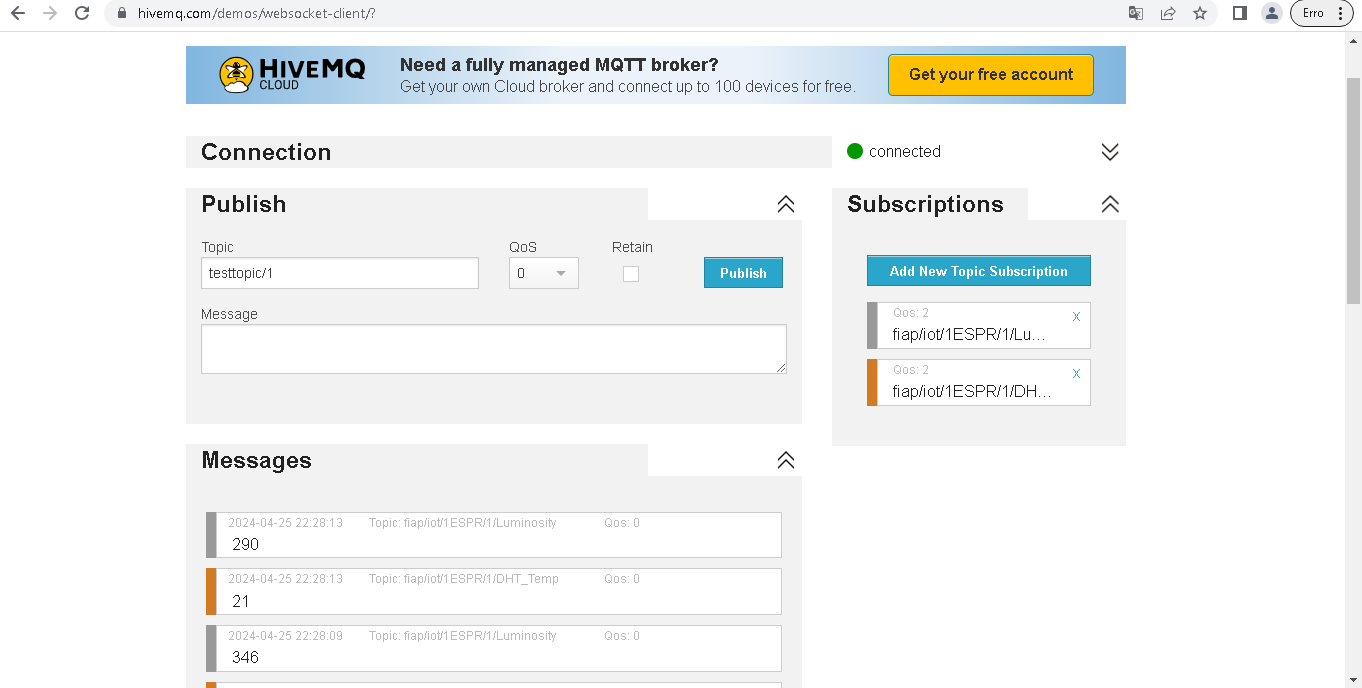 hivemq.com/demos/websocket-client/?
Erro
HIVEMQ
CLOUD
Need a fully managed MQTT broker?
Get your own Cloud broker and connect up to 100 devices for free.
Get your free account
Connection
connected
Publish
Topic
QoS
Retain
testtopic/1
0
Publish
Message
Subscriptions
Add New Topic Subscription
Qos: 2
x
fiap/iot/1ESPR/1/Lu...
Qos: 2
x
fiap/iot/1ESPR/1/DH...
Messages
2024-04-25 22:28:13 Topic: fiap/iot/1ESPR/1/Luminosity Qos: 0
290
2024-04-25 22:28:13 Topic: fiap/iot/1ESPR/1/DHT_Temp Qos: 0
21
2024-04-25 22:28:09 Topic: fiap/iot/1ESPR/1/Luminosity Qos: 0
346